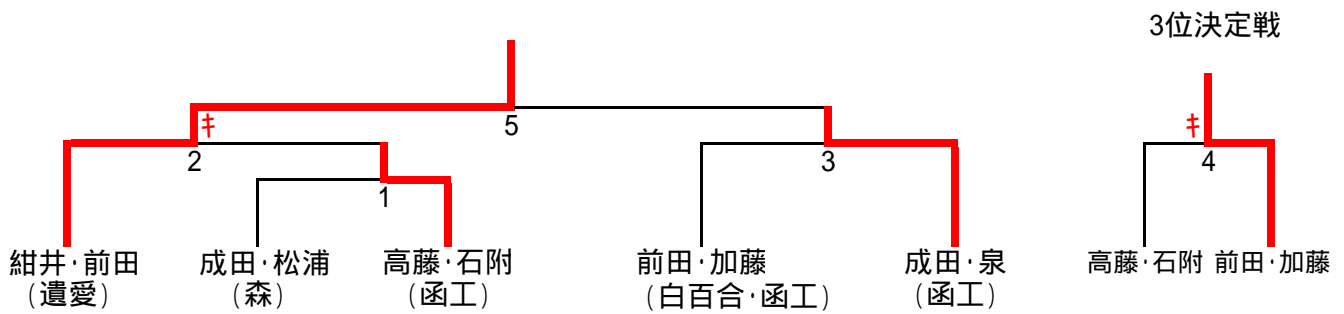 3位決定戦
キ
5
キ
2
3
4
1
紺井・前田
(遺愛)
成田・松浦
(森)
高藤・石附
(函工)
前田・加藤
(白百合・函工)
成田・泉
(函工)
高藤・石附
前田・加藤